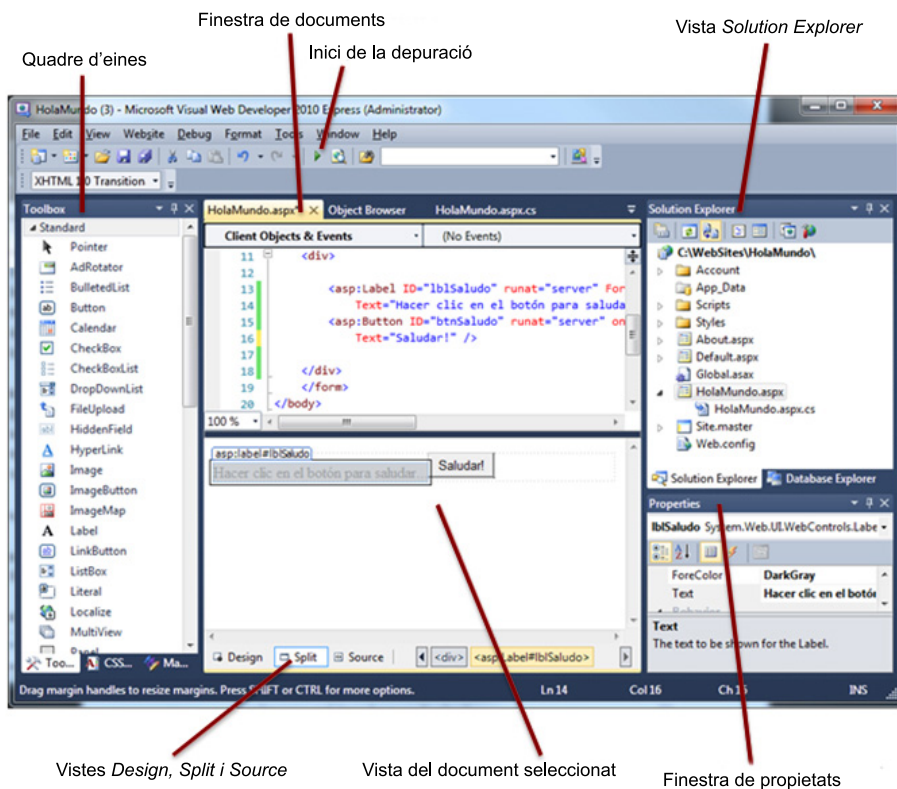 Finestra de documents
Vista Solution Explorer
Inici de la depuració
Quadre d'eines
HolaMundo (3) - Microsoft Visual Web Developer 2010 Express (Administrator)
File Edit View Website Debug Format Tools Window Help
XHTML 1.0 Transition
Toolbox
Standard
Pointer
AdRotator
BulletedList
Button
Calendar
CheckBox
CheckBoxList
DropDownList
FileUpload
HiddenField
HyperLink
Image
ImageButton
ImageMap
Label
LinkButton
ListBox
Literal
Localize
MultiView
Panel
Too... CSS... Ma...
HolaMundo.aspx* Object Browser HolaMundo.aspx.cs
Client Objects & Events (No Events)
11 <div>
12
13 <asp:Label ID="lblSaludo" runat="server" For
14 Text="Hacer clic en el botón para saluda
15 <asp:Button ID="btnSaludo" runat="server" on
16 Text="Saludar!" />
17
18 </div>
19 </form>
20 </body>
100 %
asp:label#lblSaludo
Hacer clic en el botón para saludar... Saludar!
Design Split Source <div> <asp:Label#lblSaludo>
Solution Explorer
C:\WebSites\HolaMundo\
Account
App_Data
Scripts
Styles
About.aspx
Default.aspx
Global.asax
HolaMundo.aspx
HolaMundo.aspx.cs
Site.master
Web.config
Solution Explorer Database Explorer
Properties
lblSaludo System.Web.UI.WebControls.Labe
ForeColor DarkGray
Text Hacer clic en el botón
Behavior
Text
The text to be shown for the Label.
Drag margin handles to resize margins. Press SHIFT or CTRL for more options. Ln 14 Col 16 Ch 16 INS
Vistes Design, Split i Source
Vista del document seleccionat
Finestra de propietats